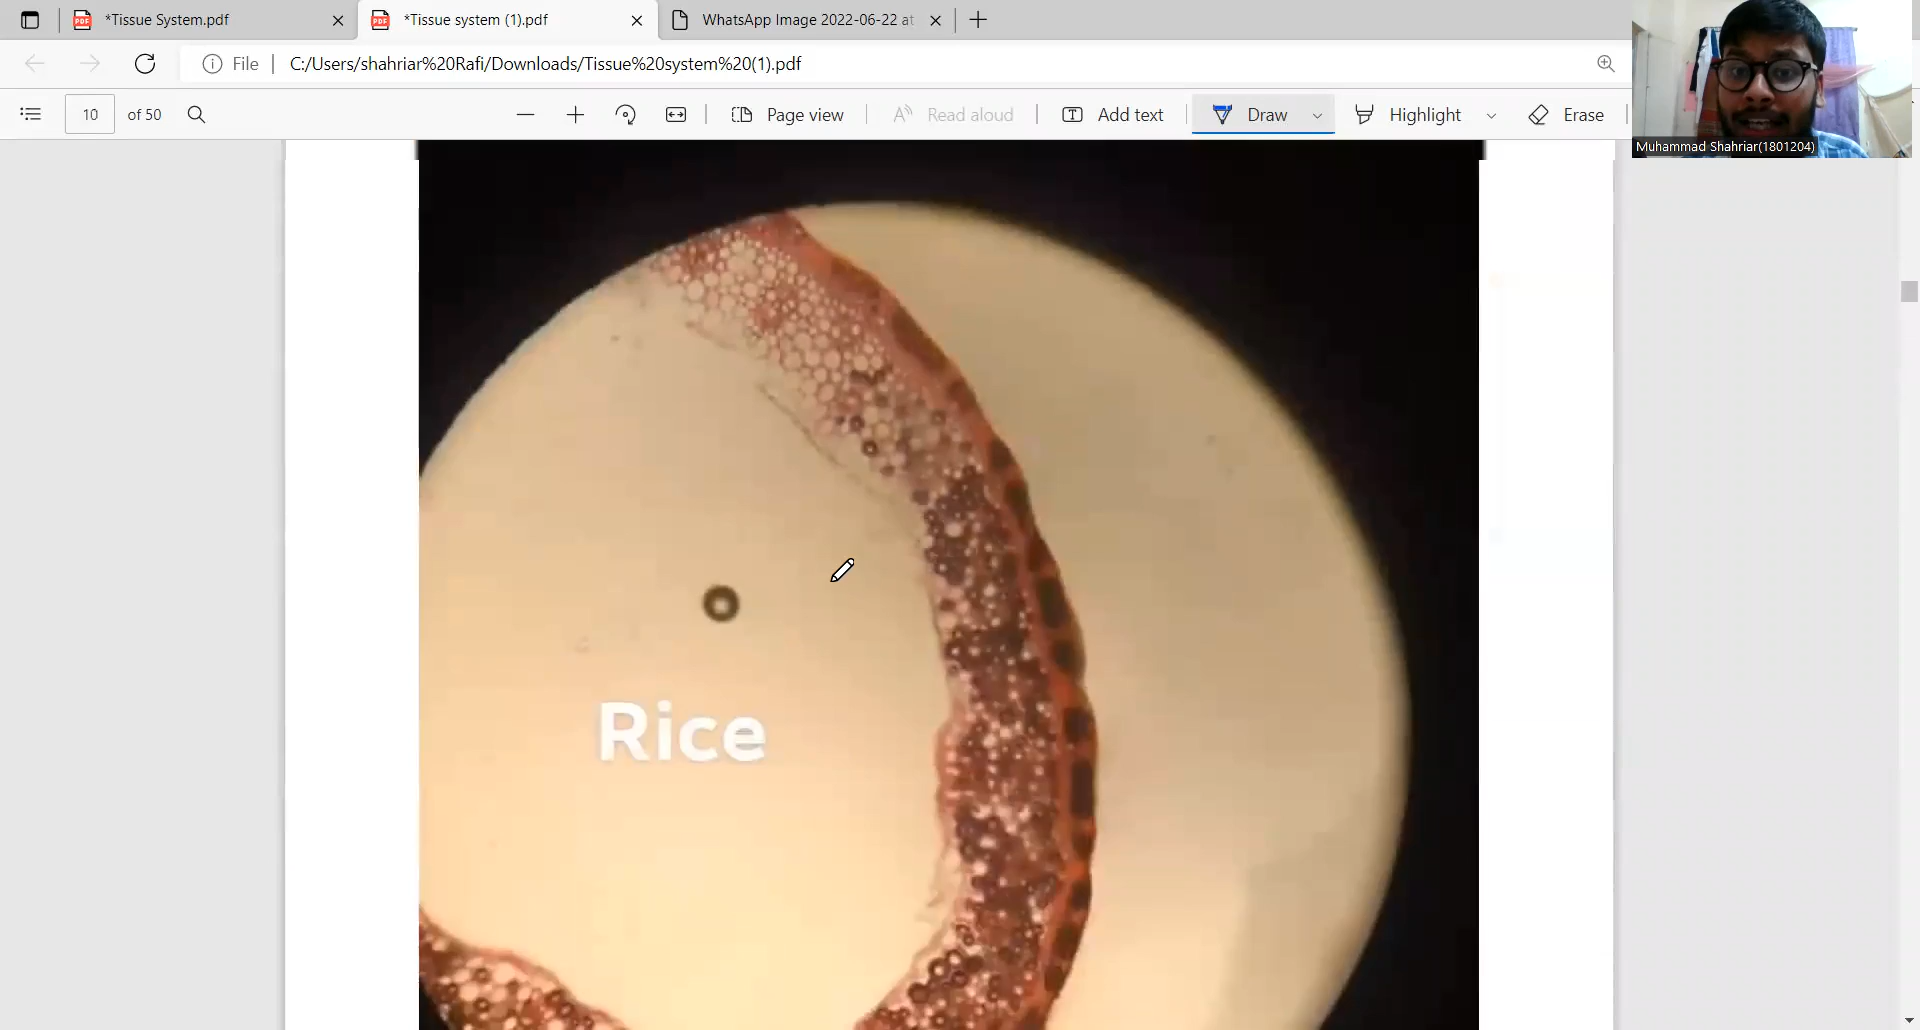 *Tissue System.pdf
*Tissue system (1).pdf
WhatsApp Image 2022-06-22 at
File
C:/Users/shahriar%20Rafi/Downloads/Tissue%20system%20(1).pdf
10 of 50
Page view
Read aloud
Add text
Draw
Highlight
Erase
Muhammad Shahriar(1801204)
Rice